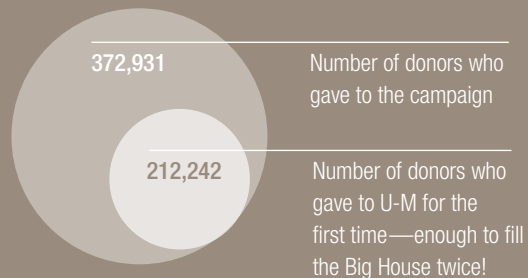 372,931
Number of donors who
gave to the campaign
212,242
Number of donors who
gave to U-M for the
first time—enough to fill
the Big House twice!